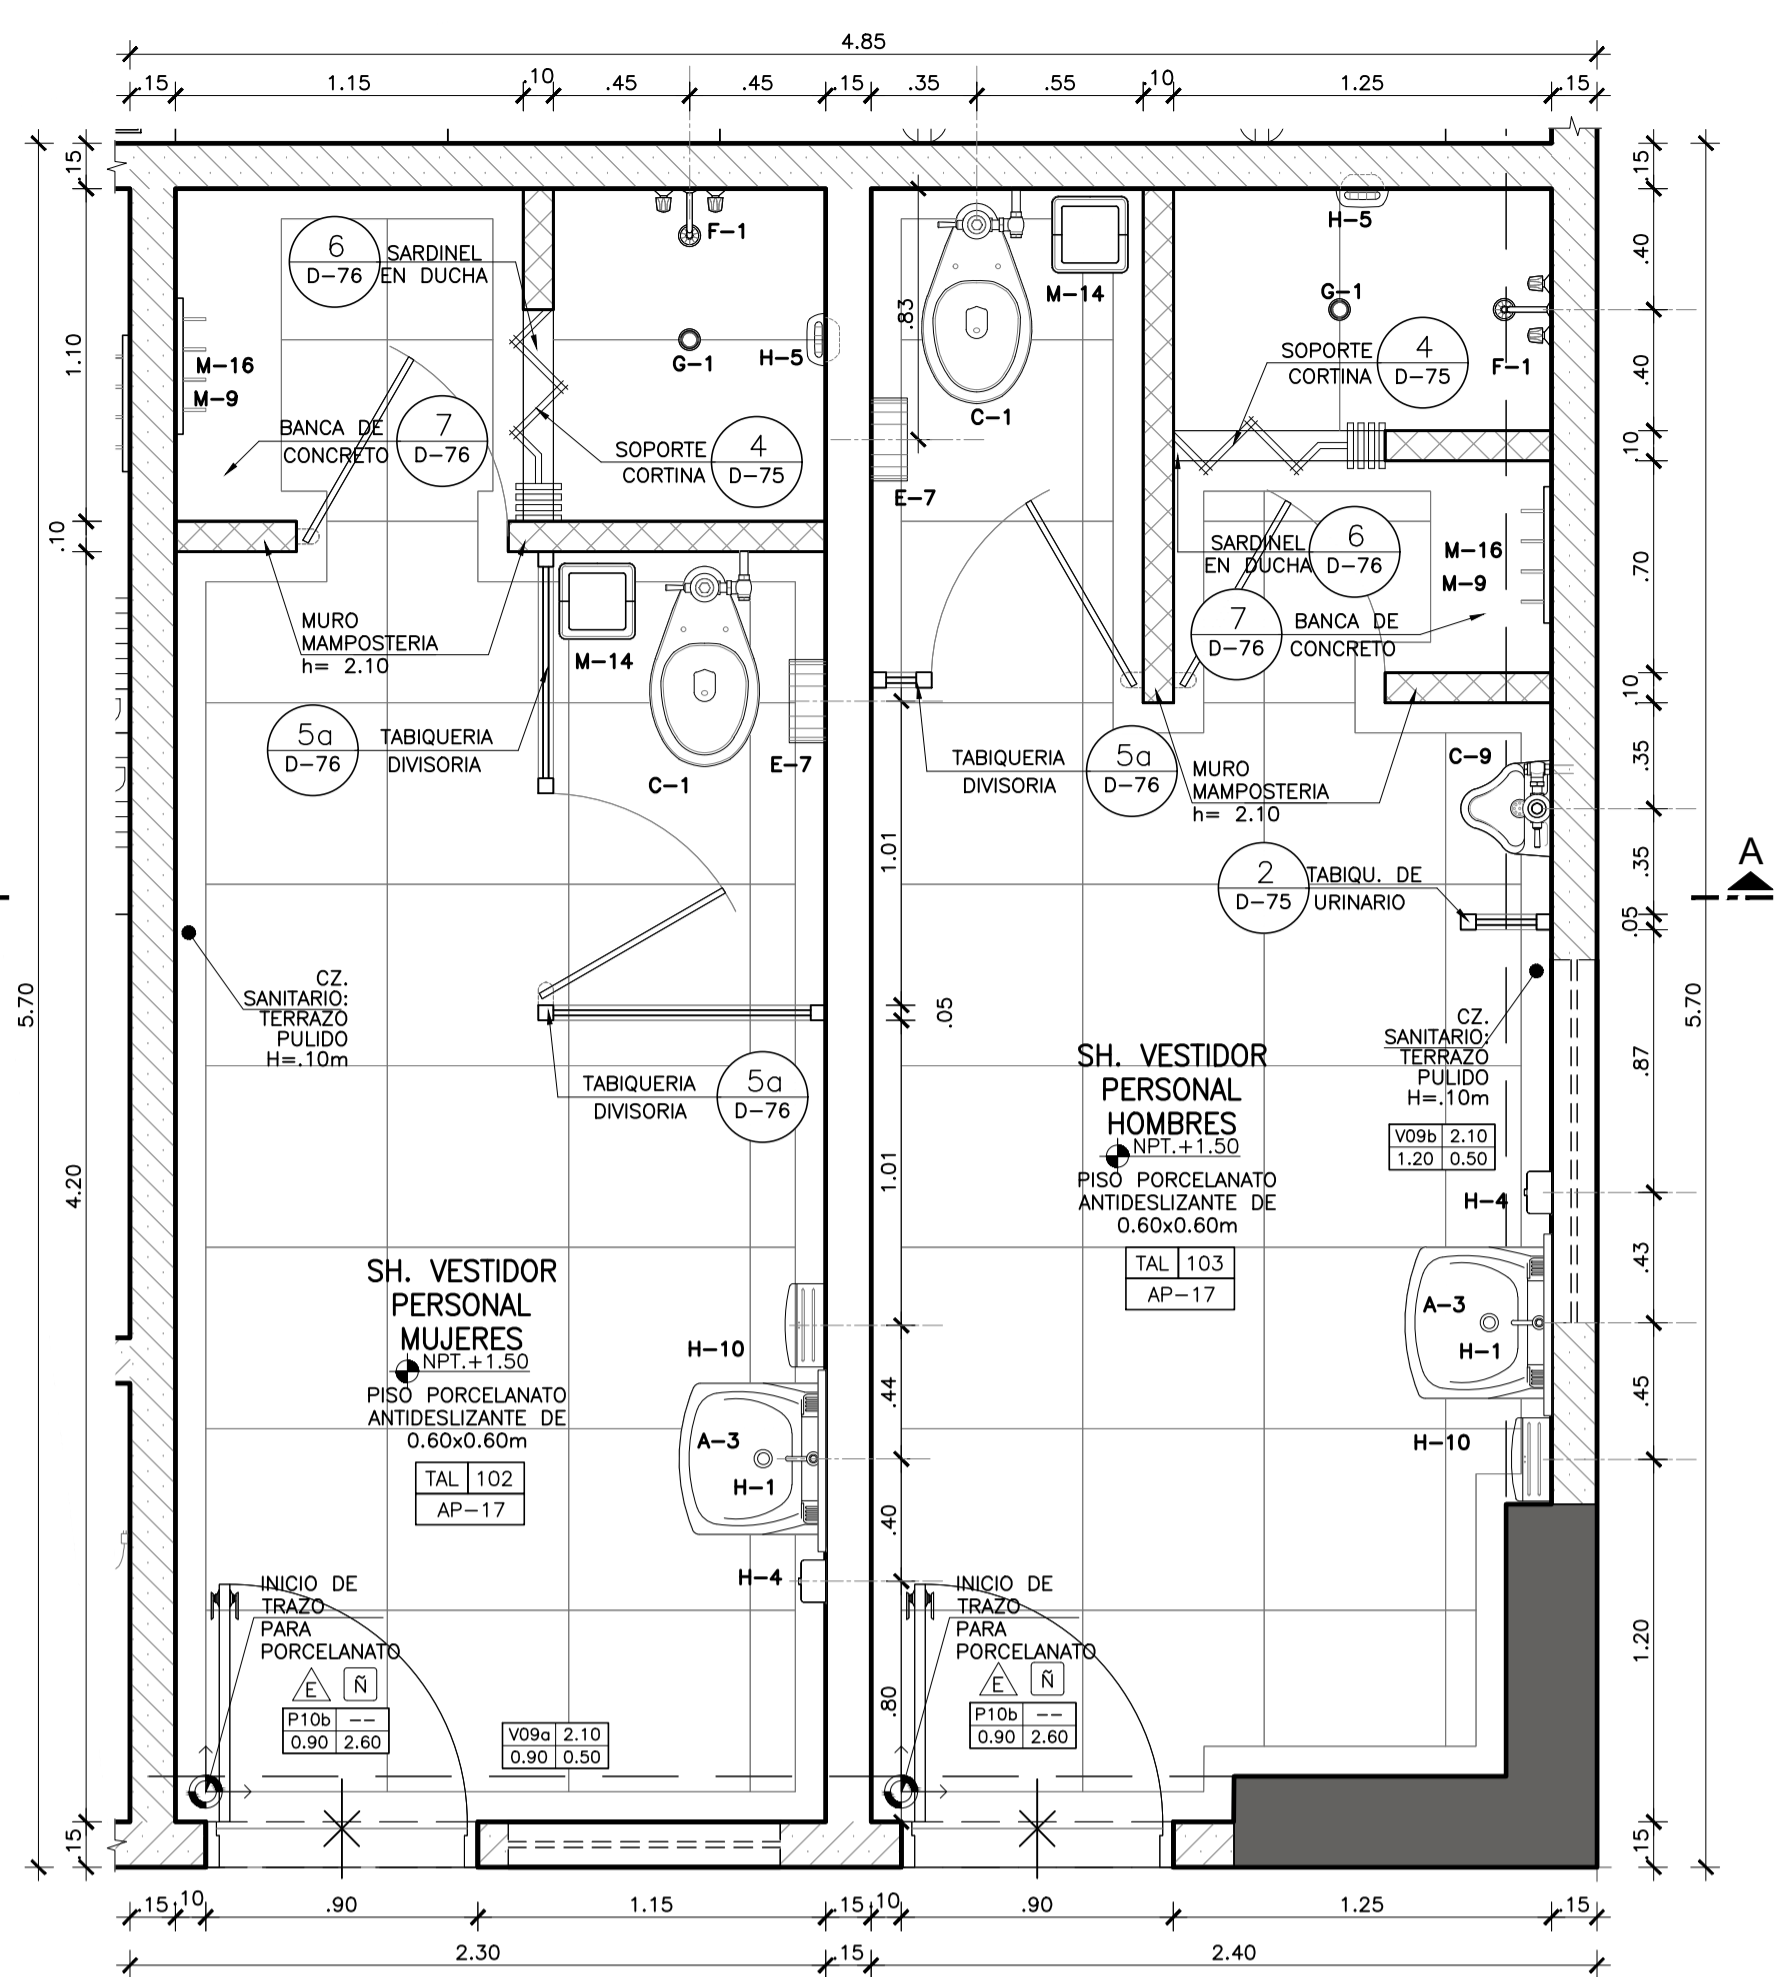 4.85
.15
1.15
.10
.45
.45
.15
.35
.55
.10
1.25
.15
.15
1.10
.10
5.70
4.20
.15
6
D-76
SARDINEL
EN DUCHA
F-1
M-16
M-9
G-1
H-5
BANCA DE
CONCRETO
7
D-76
SOPORTE
CORTINA
4
D-75
MURO
MAMPOSTERIA
h= 2.10
M-14
5a
D-76
TABIQUERIA
DIVISORIA
C-1
E-7
CZ.
SANITARIO:
TERRAZO
PULIDO
H=.10m
TABIQUERIA
DIVISORIA
5a
D-76
SH. VESTIDOR
PERSONAL
MUJERES
NPT.+1.50
PISO PORCELANATO
ANTIDESLIZANTE DE
0.60x0.60m
TAL 102
AP-17
H-10
A-3
H-1
H-4
INICIO DE
TRAZO
PARA
PORCELANATO
E Ñ
P10b --
0.90 2.60
V09a 2.10
0.90 0.50
.83
1.01
.05
1.01
.44
.40
.80
M-14
C-1
E-7
H-5
G-1
F-1
SOPORTE
CORTINA
4
D-75
SARDINEL
EN DUCHA
6
D-76
M-16
M-9
7
D-76
BANCA DE
CONCRETO
TABIQUERIA
DIVISORIA
5a
D-76
MURO
MAMPOSTERIA
h= 2.10
C-9
2
D-75
TABIQU. DE
URINARIO
CZ.
SANITARIO:
TERRAZO
PULIDO
H=.10m
SH. VESTIDOR
PERSONAL
HOMBRES
NPT.+1.50
PISO PORCELANATO
ANTIDESLIZANTE DE
0.60x0.60m
TAL 103
AP-17
V09b 2.10
1.20 0.50
H-4
A-3
H-1
H-10
INICIO DE
TRAZO
PARA
PORCELANATO
E Ñ
P10b --
0.90 2.60
.15
.40
.40
.10
.70
.10
.35
.35
.05
.87
.43
.45
1.20
.15
A
5.70
.15
.10
.90
1.15
.15
.10
.90
1.25
.15
2.30
.15
2.40